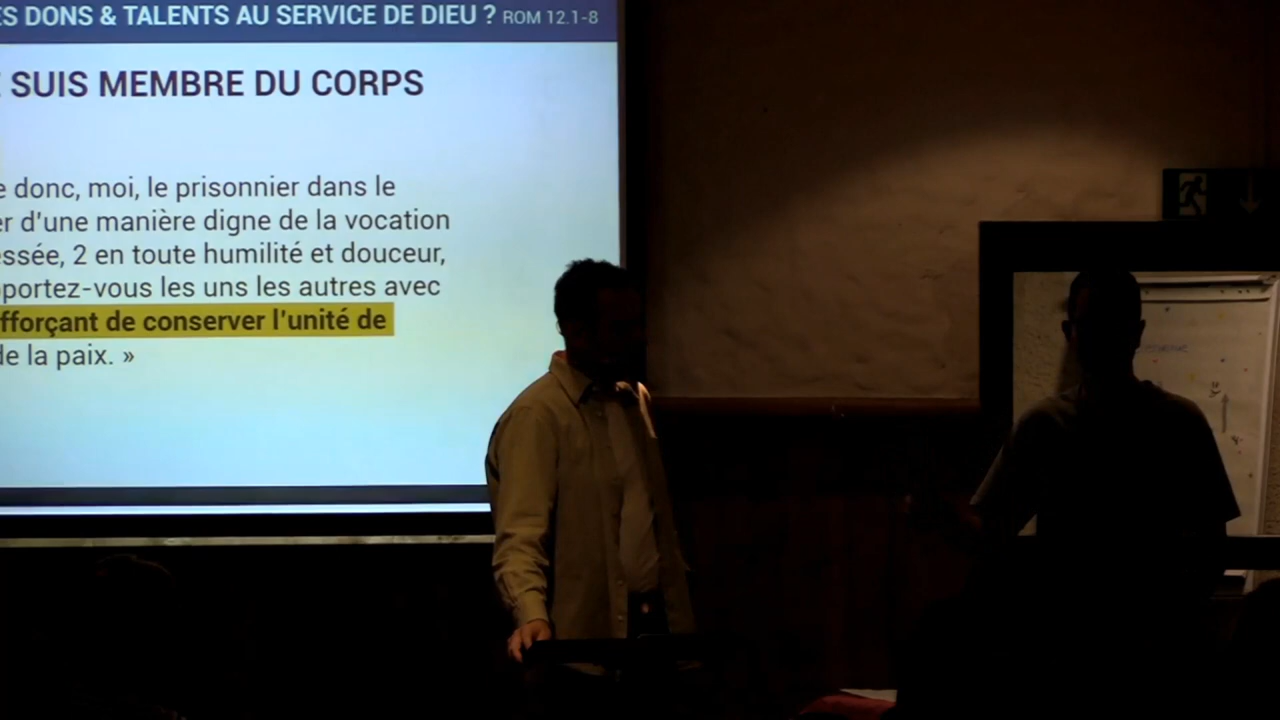 ES DONS & TALENTS AU SERVICE DE DIEU ? ROM 12.1-8
SUIS MEMBRE DU CORPS
e donc, moi, le prisonnier dans le
er d'une manière digne de la vocation
essée, 2 en toute humilité et douceur,
portez-vous les uns les autres avec
fforçant de conserver l'unité de
de la paix. »